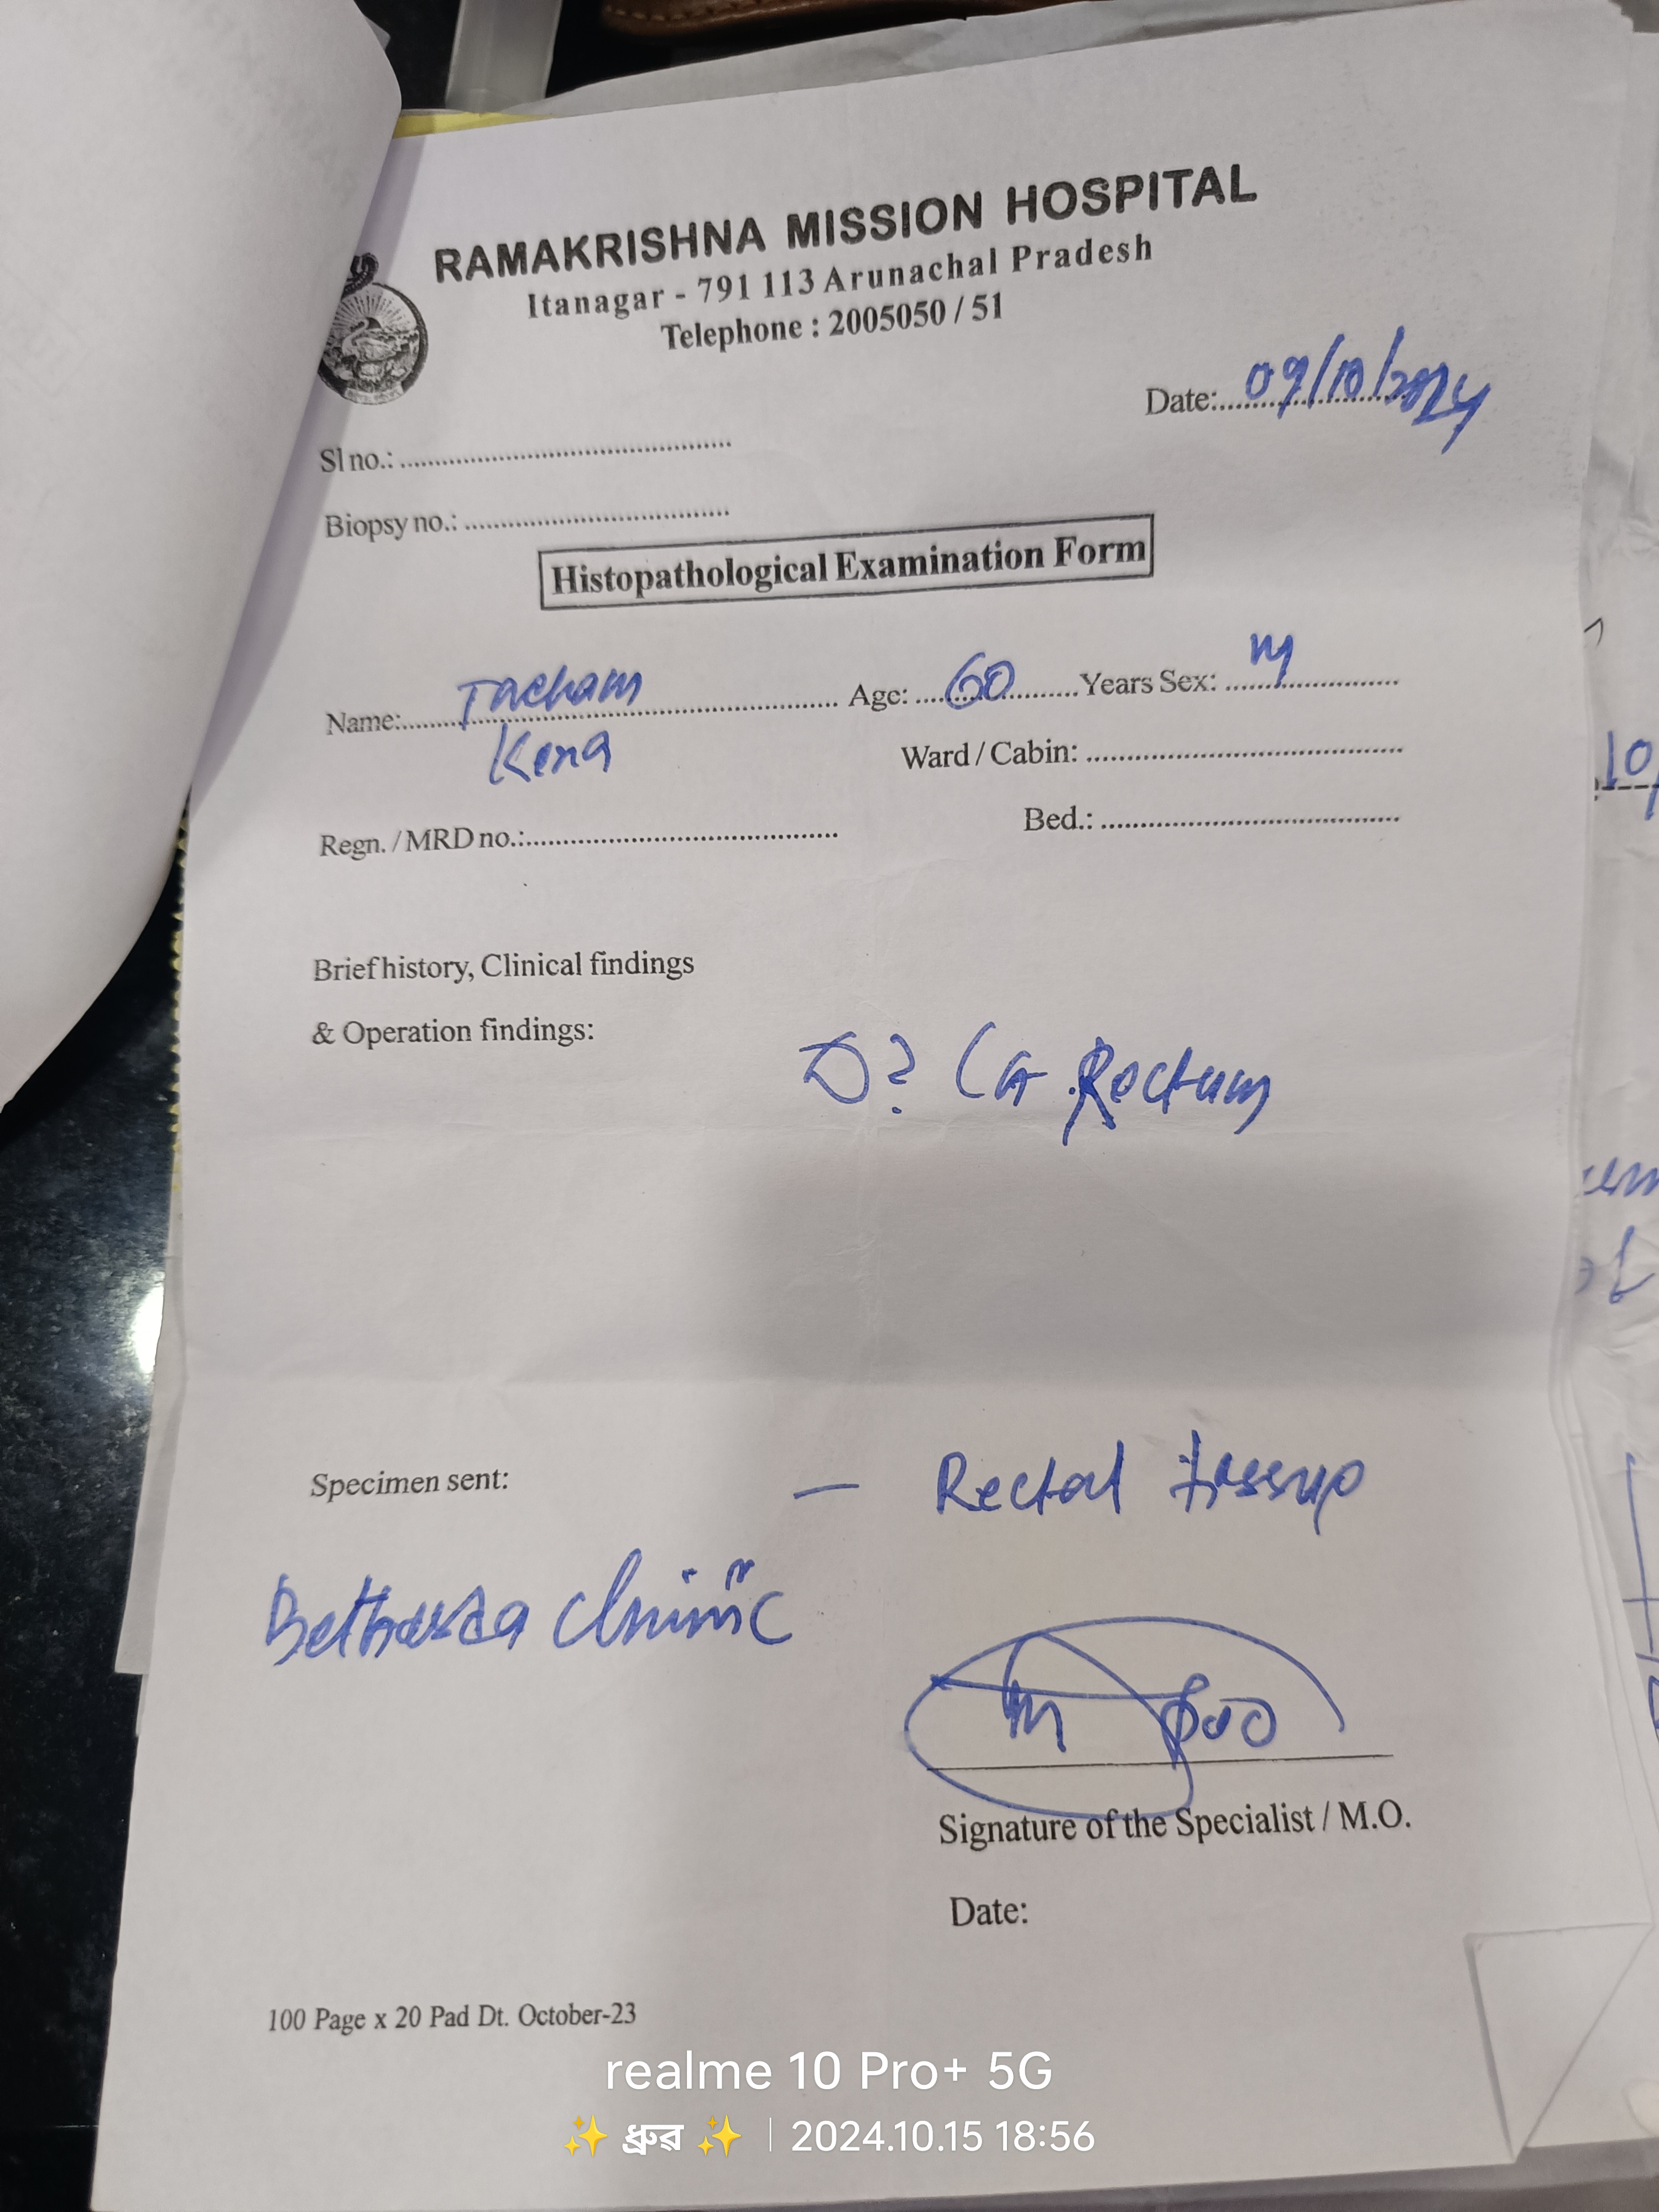 RAMAKRISHNA MISSION HOSPITAL
Itanagar - 791 113 Arunachal Pradesh
Telephone : 2005050 / 51
Date: 09/10/2024
Sl no.:
Biopsy no.:
Histopathological Examination Form
Name: Tacham Age: 60 Years Sex: M
Kena
Ward / Cabin:
Regn. / MRD no.: Bed.:
Brief history, Clinical findings
& Operation findings:
D? Ca Rectum
Specimen sent: — Rectal tissue
Bethesda Clinic
Signature of the Specialist / M.O.
Date:
100 Page x 20 Pad Dt. October-23
realme 10 Pro+ 5G
✨ ধ্রুৱ ✨ | 2024.10.15 18:56